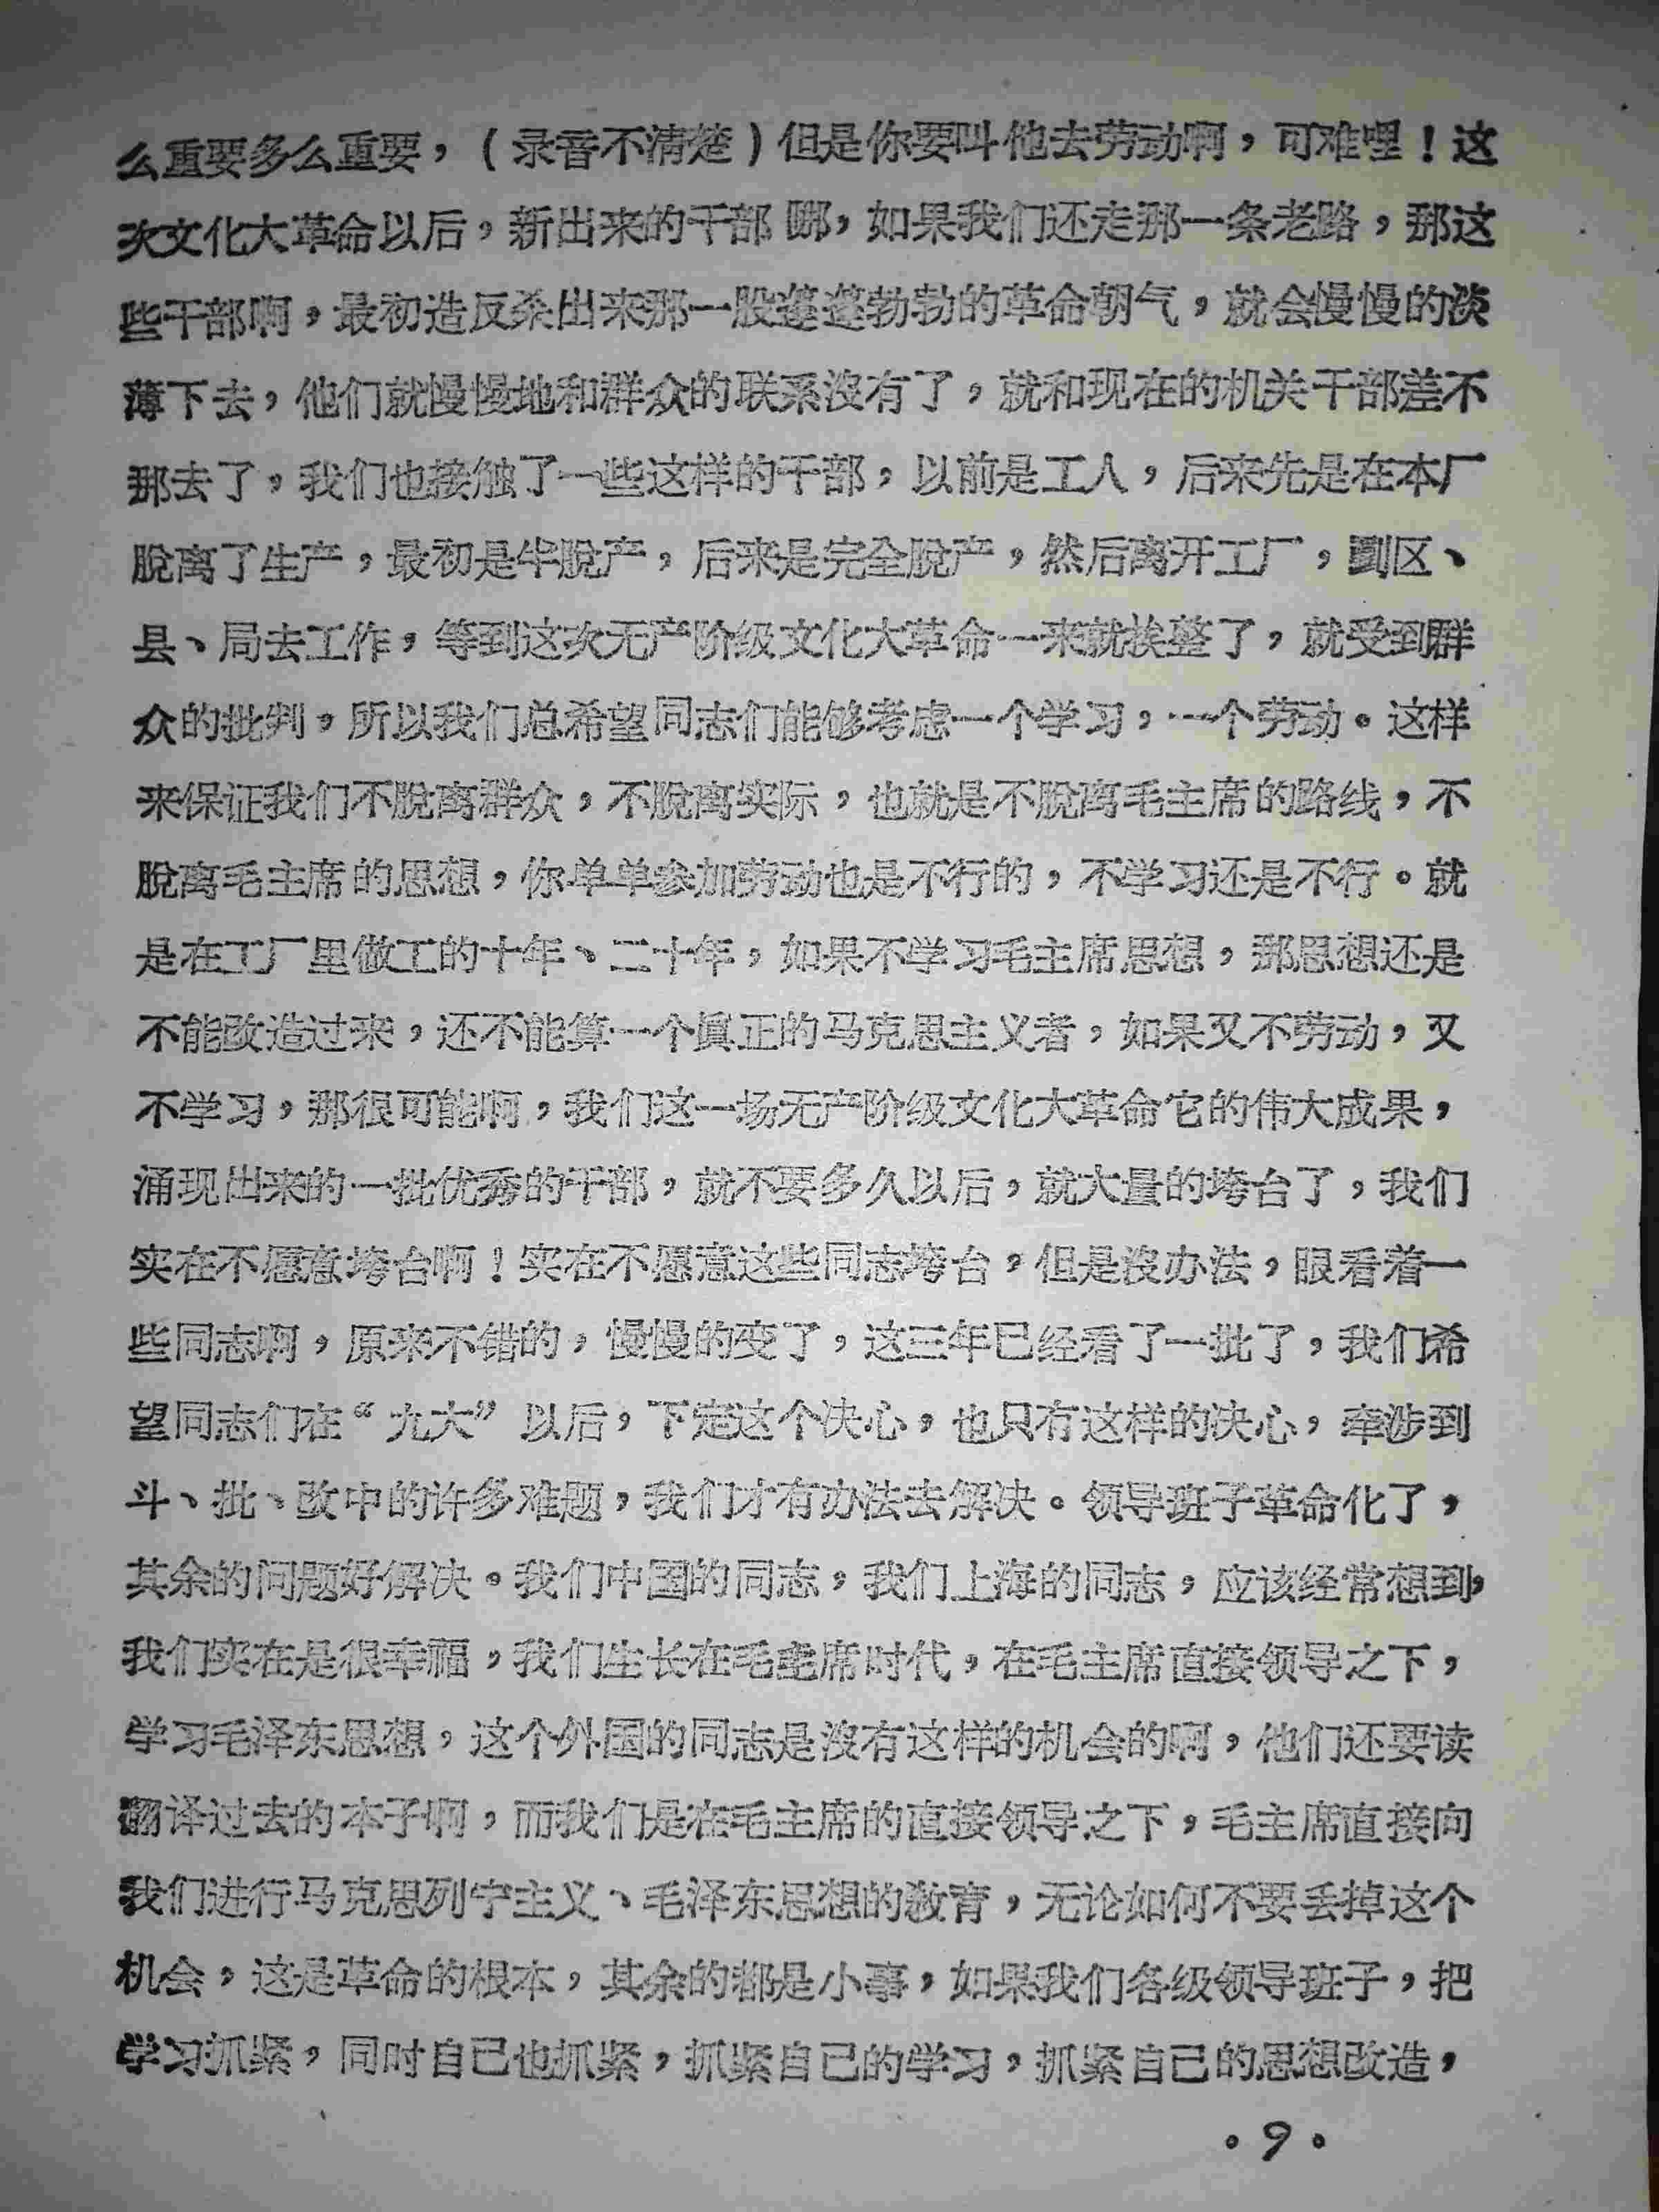 么重要多么重要，（录音不清楚）但是你要叫他去劳动啊，可难哩！这
次文化大革命以后，新出来的干部哪，如果我们还走那一条老路，那这
些干部啊，最初造反杀出来那一股蓬蓬勃勃的革命朝气，就会慢慢的淡
薄下去，他们就慢慢地和群众的联系没有了，就和现在的机关干部差不
那去了，我们也接触了一些这样的干部，以前是工人，后来先是在本厂
脱离了生产，最初是半脱产，后来是完全脱产，然后离开工厂，到区、
县、局去工作，等到这次无产阶级文化大革命一来就挨整了，就受到群
众的批判，所以我们总希望同志们能够考虑一个学习，一个劳动。这样
来保证我们不脱离群众，不脱离实际，也就是不脱离毛主席的路线，不
脱离毛主席的思想，你单单参加劳动也是不行的，不学习还是不行。就
是在工厂里做工的十年、二十年，如果不学习毛主席思想，那思想还是
不能改造过来，还不能算一个真正的马克思主义者，如果又不劳动，又
不学习，那很可能啊，我们这一场无产阶级文化大革命它的伟大成果，
涌现出来的一批优秀的干部，就不要多久以后，就大量的垮台了，我们
实在不愿意垮台啊！实在不愿意这些同志垮台，但是没办法，眼看着一
些同志啊，原来不错的，慢慢的变了，这三年已经看了一批了，我们希
望同志们在“九大”以后，下定这个决心，也只有这样的决心，牵涉到
斗、批、改中的许多难题，我们才有办法去解决。领导班子革命化了，
其余的问题好解决。我们中国的同志，我们上海的同志，应该经常想到，
我们实在是很幸福，我们生长在毛主席时代，在毛主席直接领导之下，
学习毛泽东思想，这个外国的同志是没有这样的机会的啊，他们还要读
翻译过去的本子啊，而我们是在毛主席的直接领导之下，毛主席直接向
我们进行马克思列宁主义、毛泽东思想的教育，无论如何不要丢掉这个
机会，这是革命的根本，其余的都是小事，如果我们各级领导班子，把
学习抓紧，同时自己也抓紧，抓紧自己的学习，抓紧自己的思想改造，
·9·